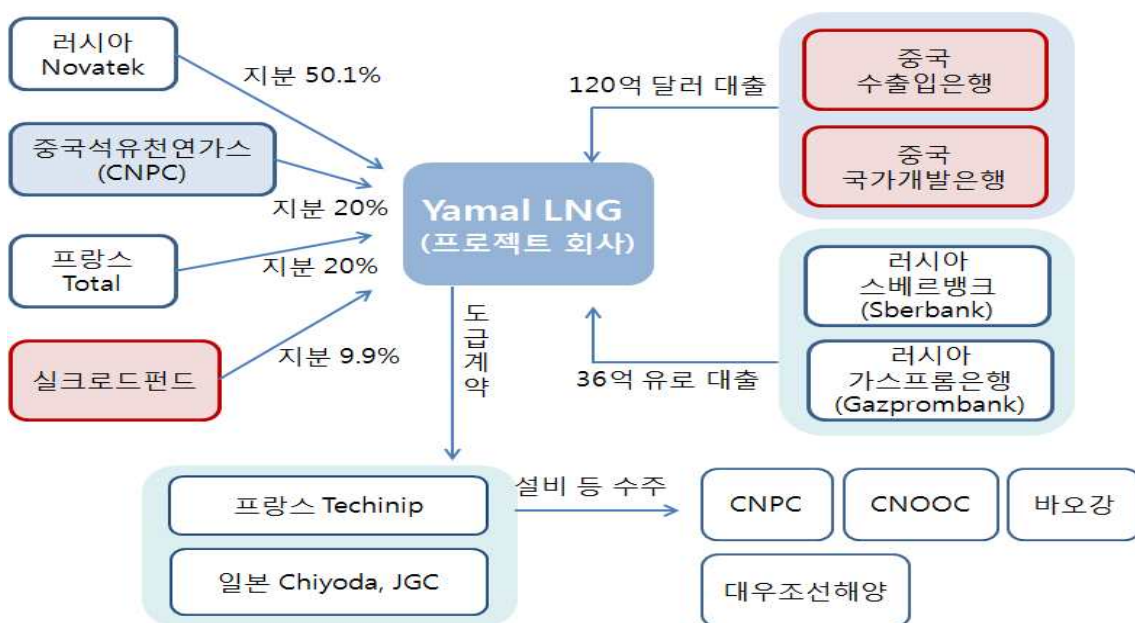 러시아
Novatek
지분 50.1%
중국석유천연가스
(CNPC)
지분 20%
프랑스
Total
지분 20%
실크로드펀드
지분 9.9%
Yamal LNG
(프로젝트 회사)
120억 달러 대출
중국
수출입은행
중국
국가개발은행
러시아
스베르뱅크
(Sberbank)
러시아
가스프롬은행
(Gazprombank)
36억 유로 대출
도급계약
프랑스 Techinip
일본 Chiyoda, JGC
설비 등 수주
CNPC
CNOOC
바오강
대우조선해양